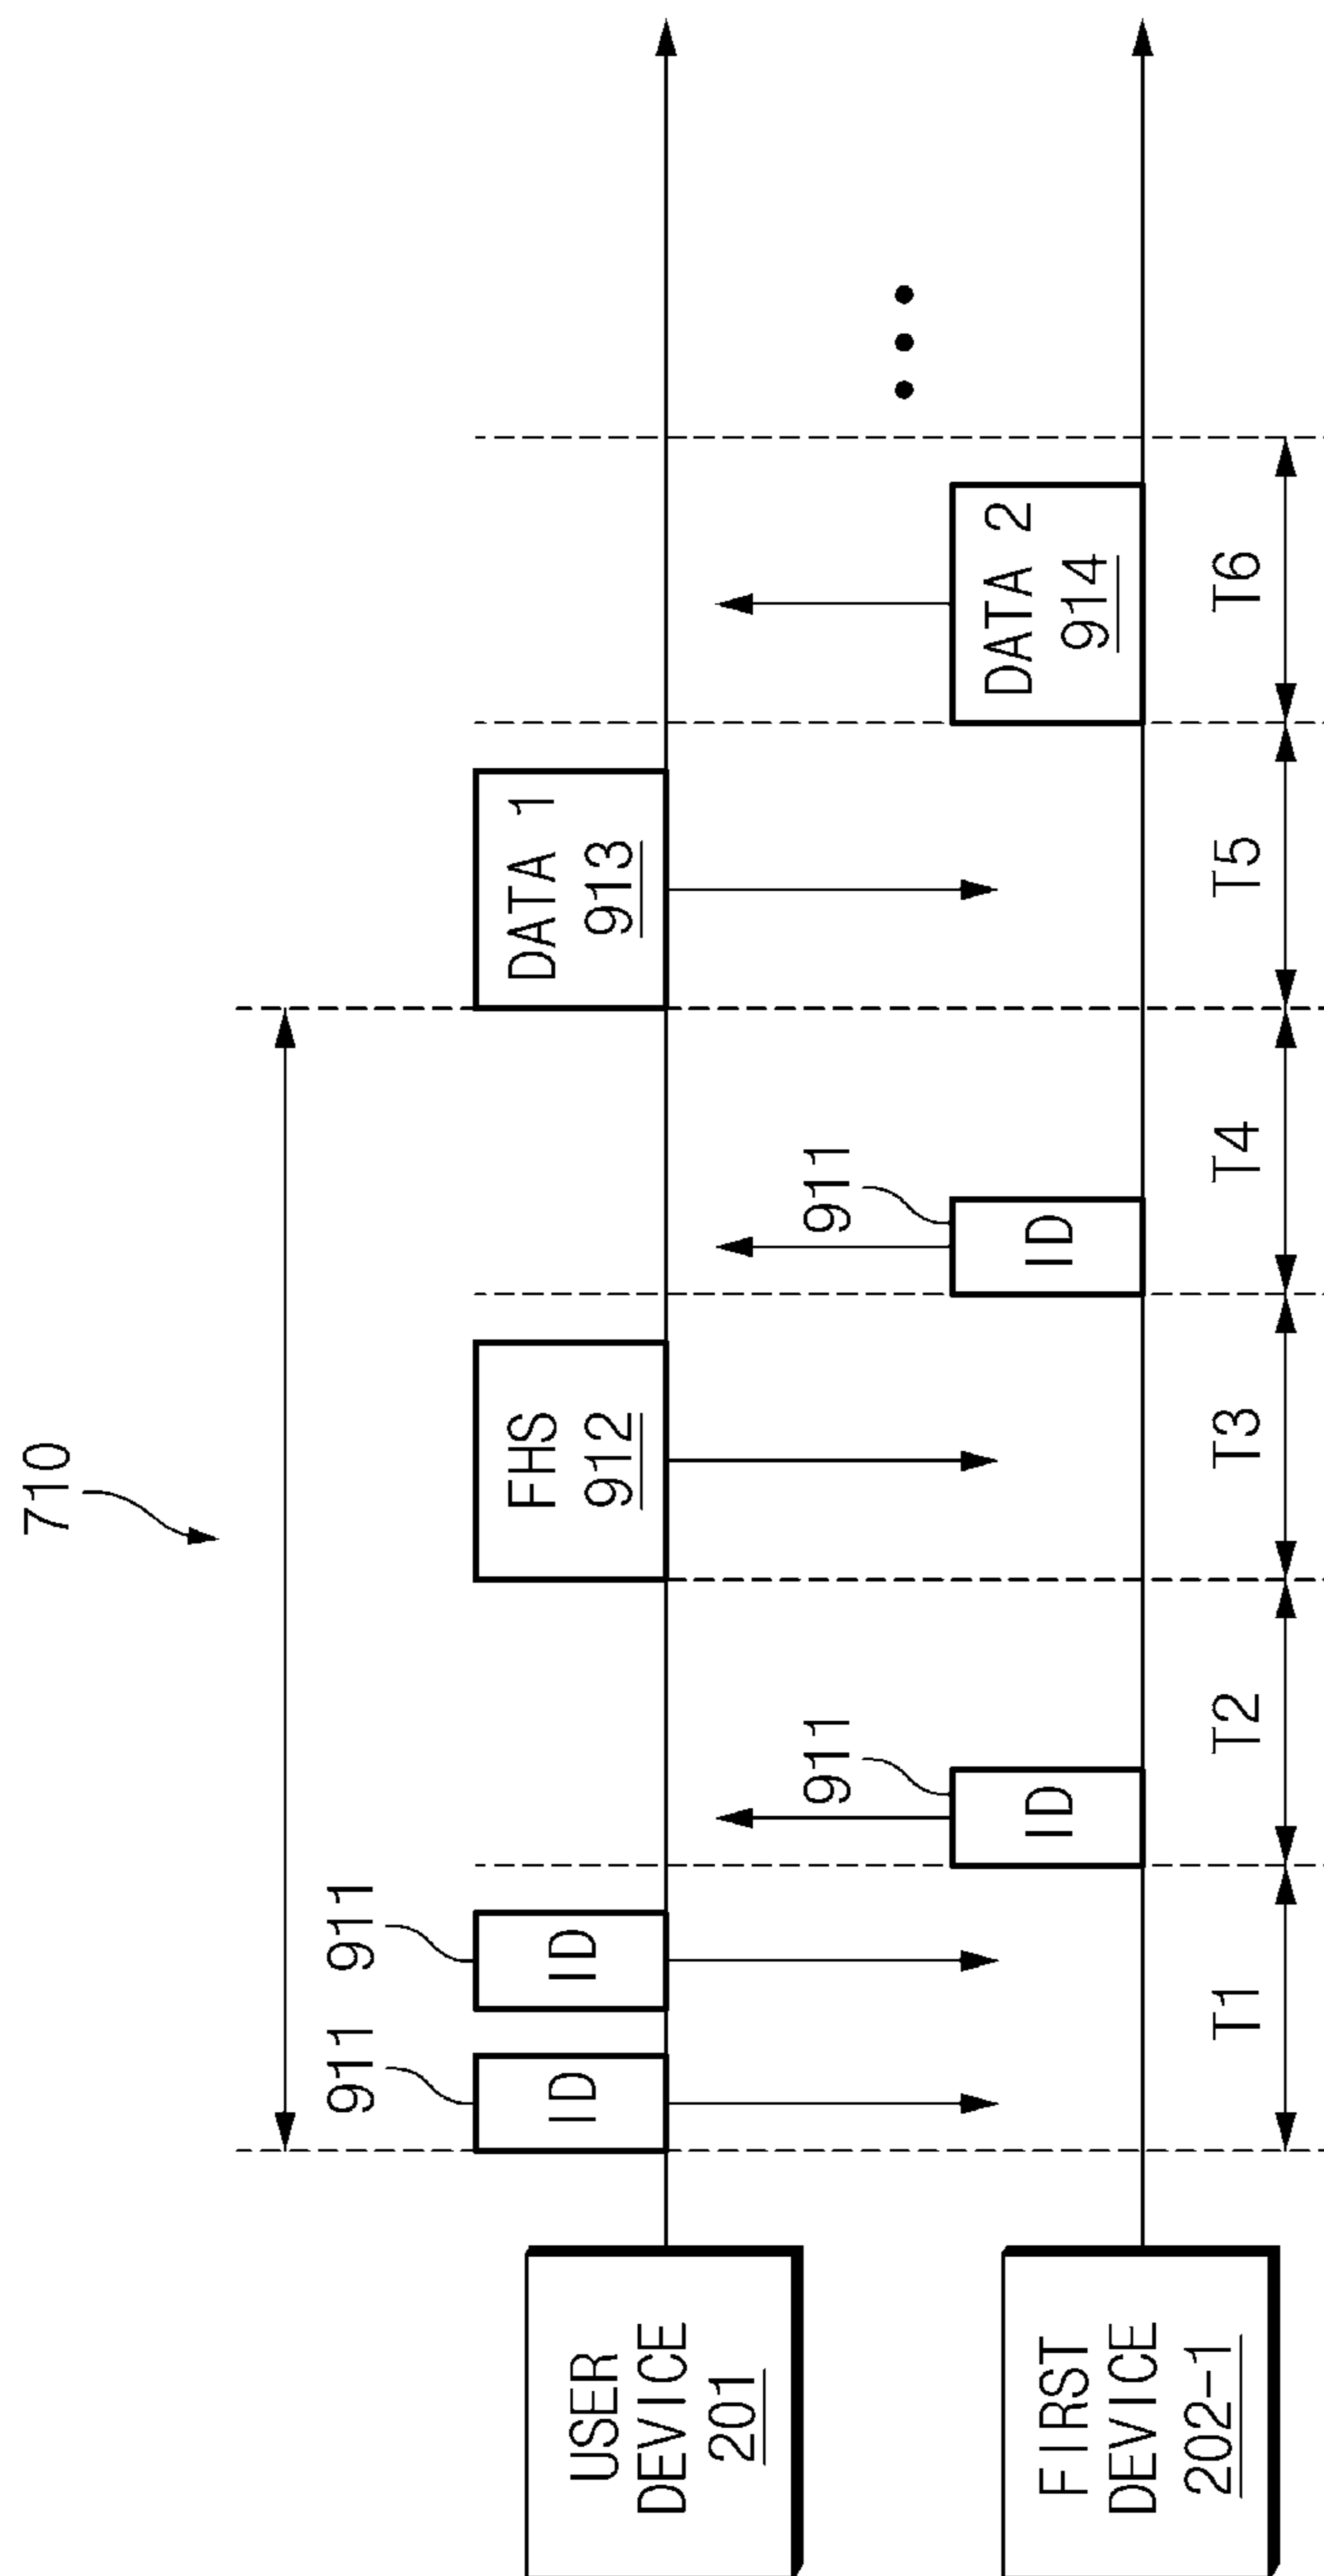 710
911
911
ID
ID
FHS
912
DATA 1
913
911
911
ID
ID
DATA 2
914
USER
DEVICE
201
FIRST
DEVICE
202-1
T1
T2
T3
T4
T5
T6